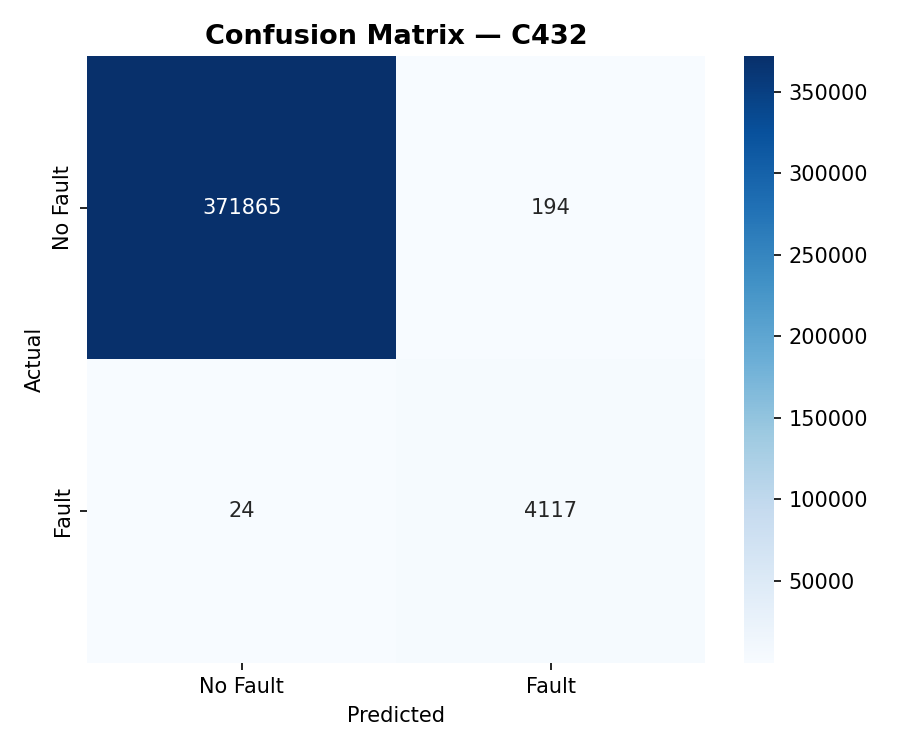 Confusion Matrix — C432
No Fault
371865
194
Actual
Fault
24
4117
No Fault
Fault
Predicted
350000
300000
250000
200000
150000
100000
50000